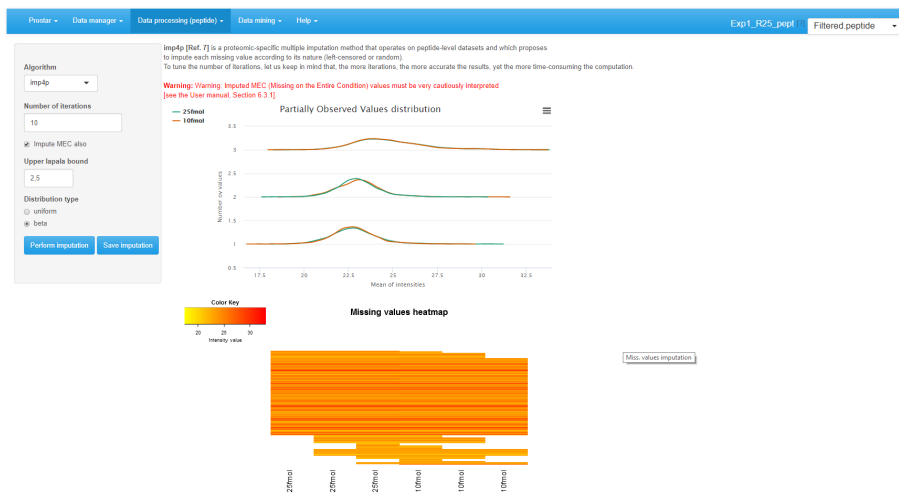 Prostar
Data manager
Data processing (peptide)
Data mining
Help
Exp1_R25_pept [?]
Filtered.peptide
imp4p [Ref. 7] is a proteomic-specific multiple imputation method that operates on peptide-level datasets and which proposes
to impute each missing value according to its nature (left-censored or random).
To tune the number of iterations, let us keep in mind that, the more iterations, the more accurate the results, yet the more time-consuming the computation.
Warning: Warning: Imputed MEC (Missing on the Entire Condition) values must be very cautiously interpreted
[see the User manual, Section 6.3.1]
Algorithm
imp4p
Number of iterations
10
Impute MEC also
Upper lapala bound
2,5
Distribution type
uniform
beta
Perform imputation
Save imputation
Partially Observed Values distribution
25fmol
10fmol
3.5
3
2.5
2
1.5
1
0.5
Number ov values
17.5 20 22.5 25 27.5 30 32.5
Mean of intensities
Color Key
20 25 30
Intensity value
Missing values heatmap
Miss. values imputation
25fmol
25fmol
25fmol
10fmol
10fmol
10fmol